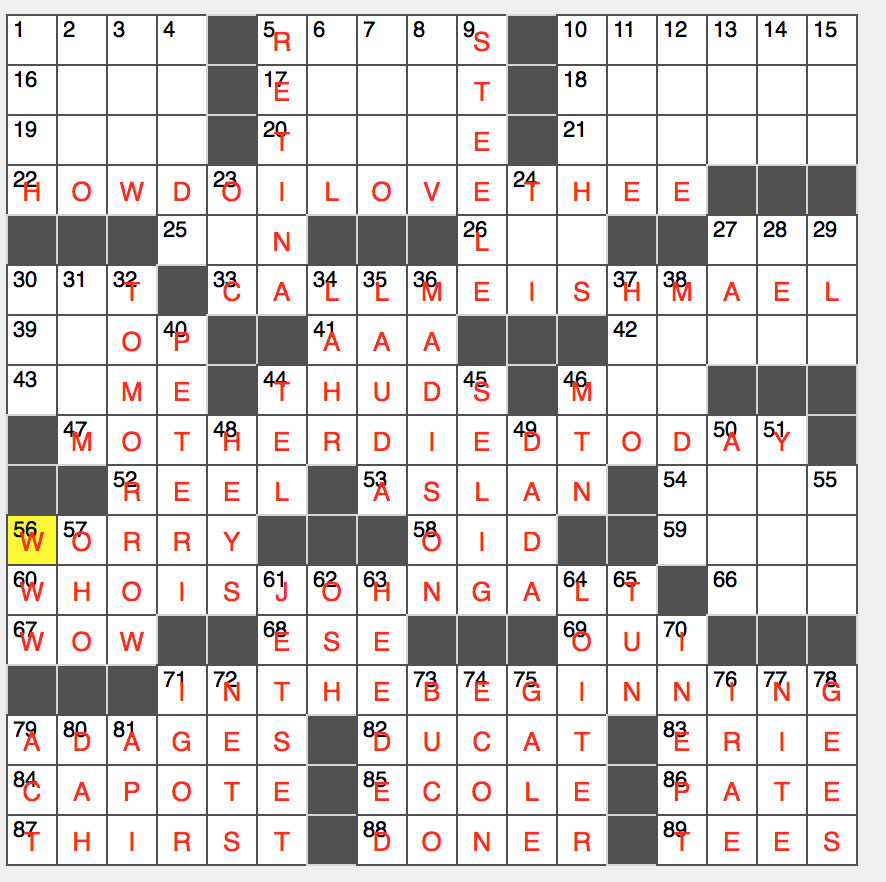 1 2 3 4 5 R 6 7 8 9 S 10 11 12 13 14 15
16 17 E T 18
19 20 T E 21
22 H O W D 23 O I L O V E 24 T H E E
25 N 26 L 27 28 29
30 31 32 T 33 C A 34 L 35 L 36 M E I S 37 H 38 M A E L
39 O 40 P 41 A A A 42
43 M E 44 T H U D 45 S 46 M
47 M O T 48 H E R D I E 49 D T O D 50 A 51 Y
52 R E E L 53 A S L A N 54 55
56 W 57 O R R Y 58 O I D 59
60 W H O I S 61 J 62 O 63 H N G A 64 L 65 T 66
67 W O W 68 E S E 69 O U 70 I
71 I 72 N T H E 73 B 74 E 75 G I N N 76 I 77 N 78 G
79 A 80 D 81 A G E S 82 D U C A T 83 E R I E
84 C A P O T E 85 E C O L E 86 P A T E
87 T H I R S T 88 D O N E R 89 T E E S